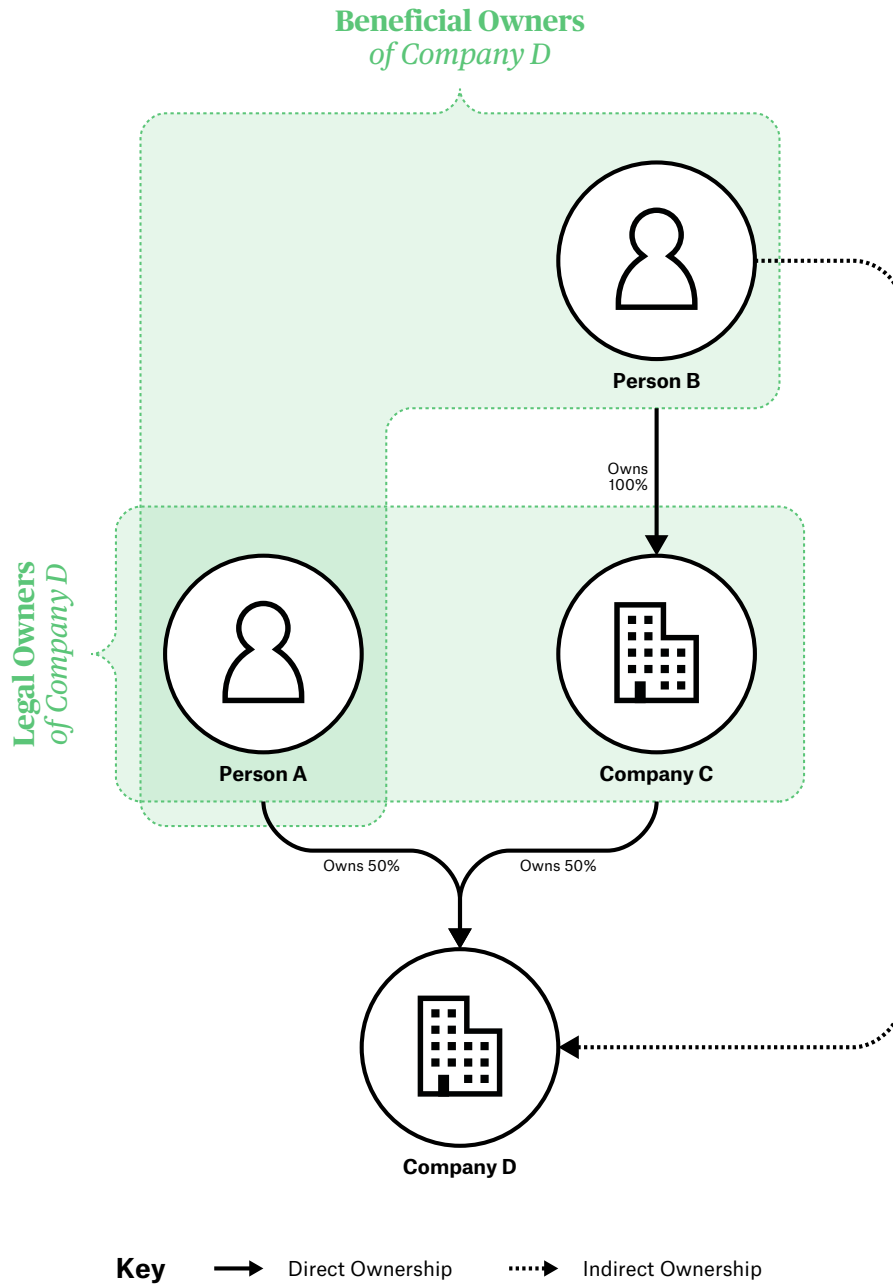 Beneficial Owners
of Company D
Person B
Owns
100%
Legal Owners
of Company D
Person A
Company C
Owns 50%
Owns 50%
Company D
Key
Direct Ownership
Indirect Ownership